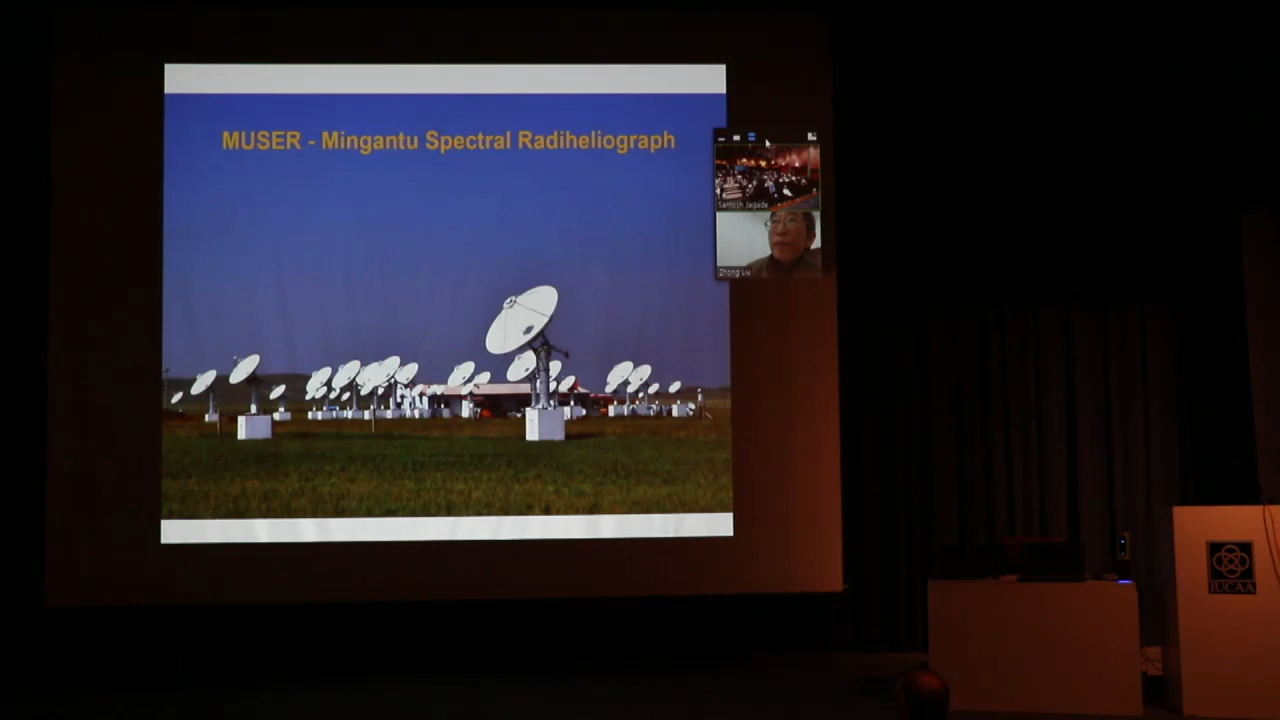 MUSER - Mingantu Spectral Radiheliograph
Santosh Jagade
Zhong Liu
IUCAA